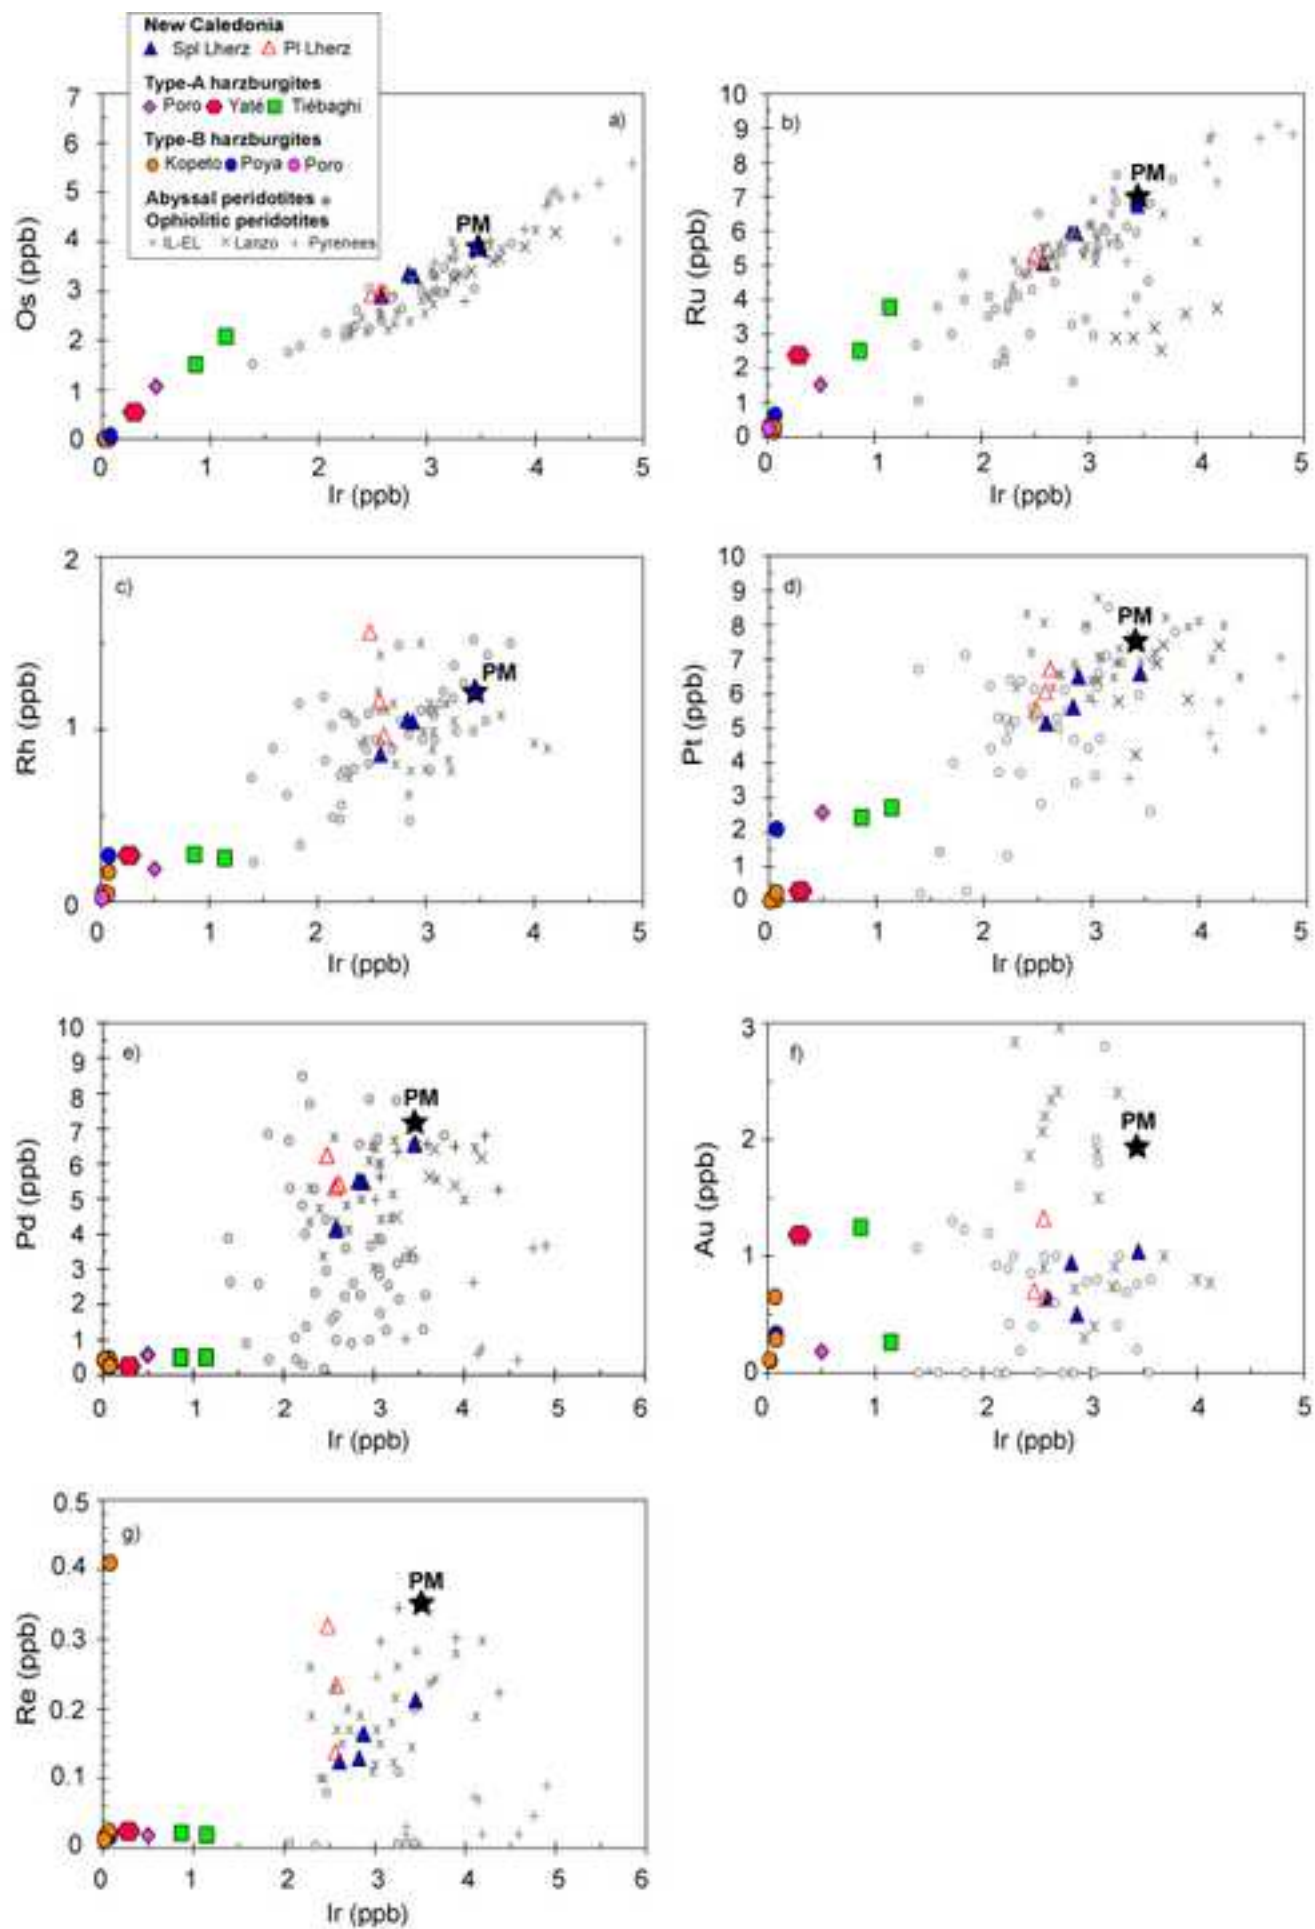 New Caledonia
Spl Lherz Pl Lherz
Type-A harzburgites
Poro Yaté Tiébaghi
Type-B harzburgites
Kopeto Poya Poro
Abyssal peridotites
Ophiolitic peridotites
IL-EL Lanzo Pyrenees
a)
PM
Os (ppb)
7
6
5
4
3
2
1
0
0 1 2 3 4 5
Ir (ppb)
b)
PM
Ru (ppb)
10
9
8
7
6
5
4
3
2
1
0
0 1 2 3 4 5
Ir (ppb)
c)
PM
Rh (ppb)
2
1
0
0 1 2 3 4 5
Ir (ppb)
d)
PM
Pt (ppb)
10
9
8
7
6
5
4
3
2
1
0
0 1 2 3 4 5
Ir (ppb)
e)
PM
Pd (ppb)
10
9
8
7
6
5
4
3
2
1
0
0 1 2 3 4 5 6
Ir (ppb)
f)
PM
Au (ppb)
3
2
1
0
0 1 2 3 4 5
Ir (ppb)
g)
PM
Re (ppb)
0.5
0.4
0.3
0.2
0.1
0
0 1 2 3 4 5 6
Ir (ppb)